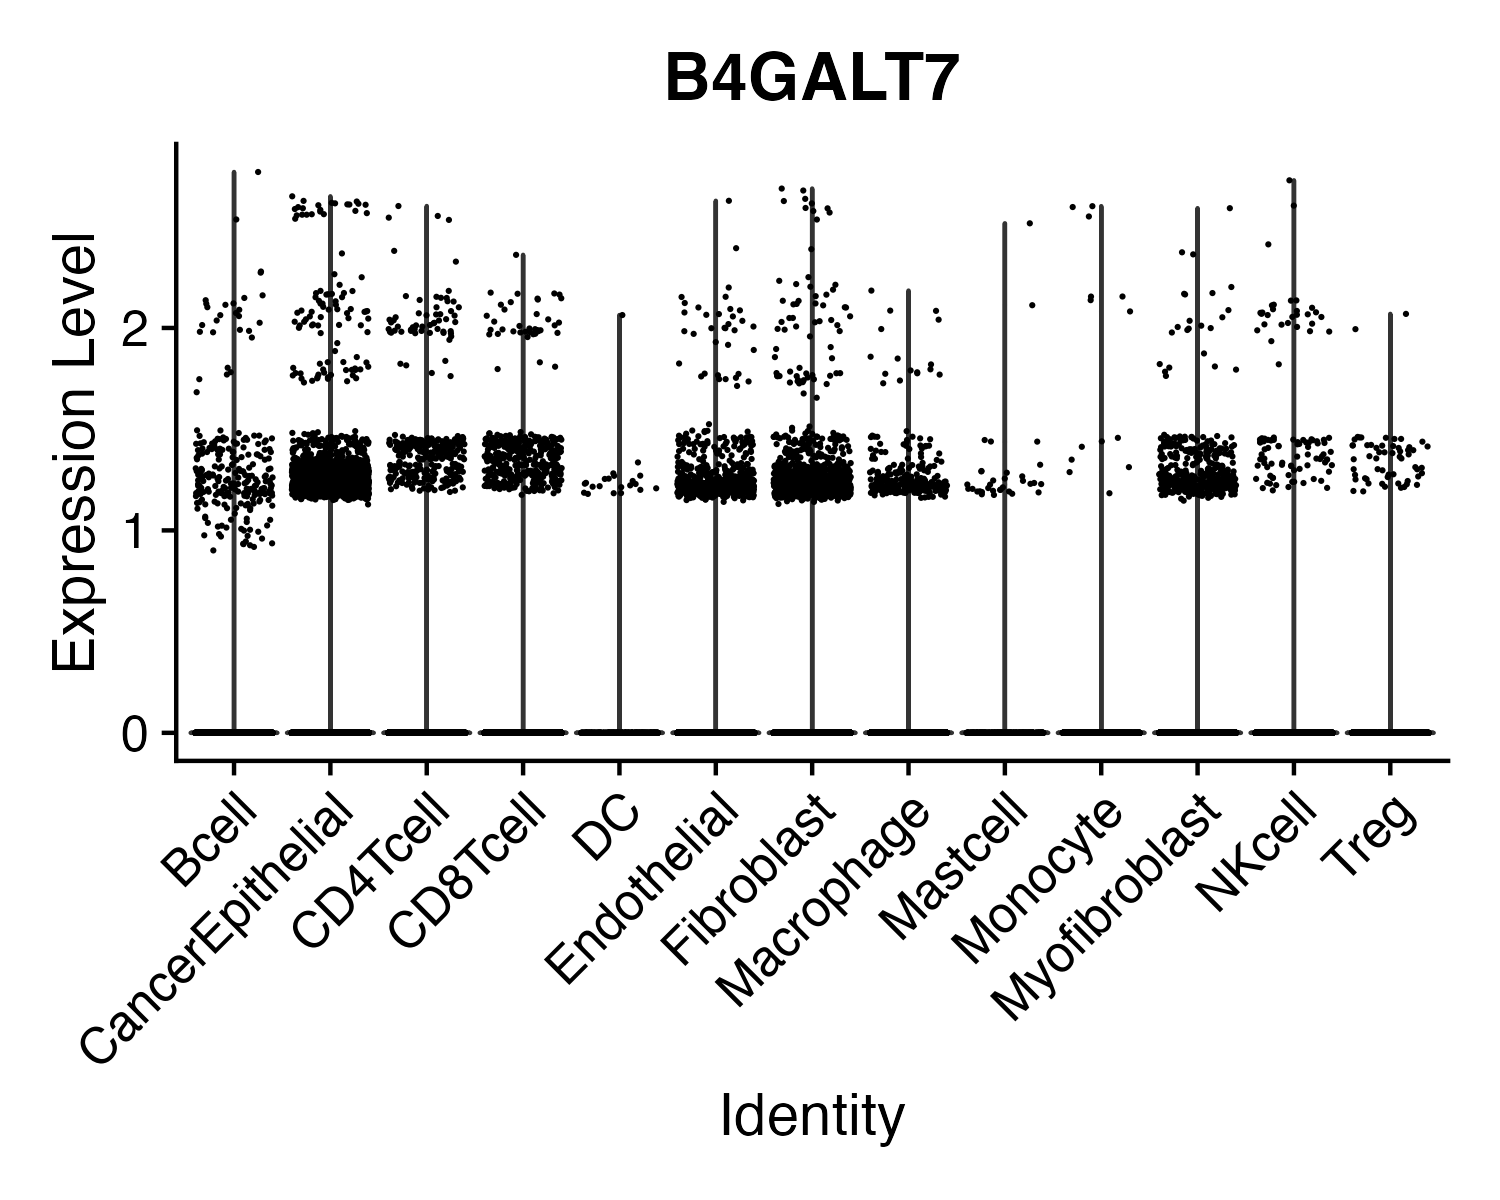 B4GALT7
Expression Level
2
1
0
Bcell
CancerEpithelial
CD4Tcell
CD8Tcell
DC
Endothelial
Fibroblast
Macrophage
Mastcell
Monocyte
Myofibroblast
NKcell
Treg
Identity